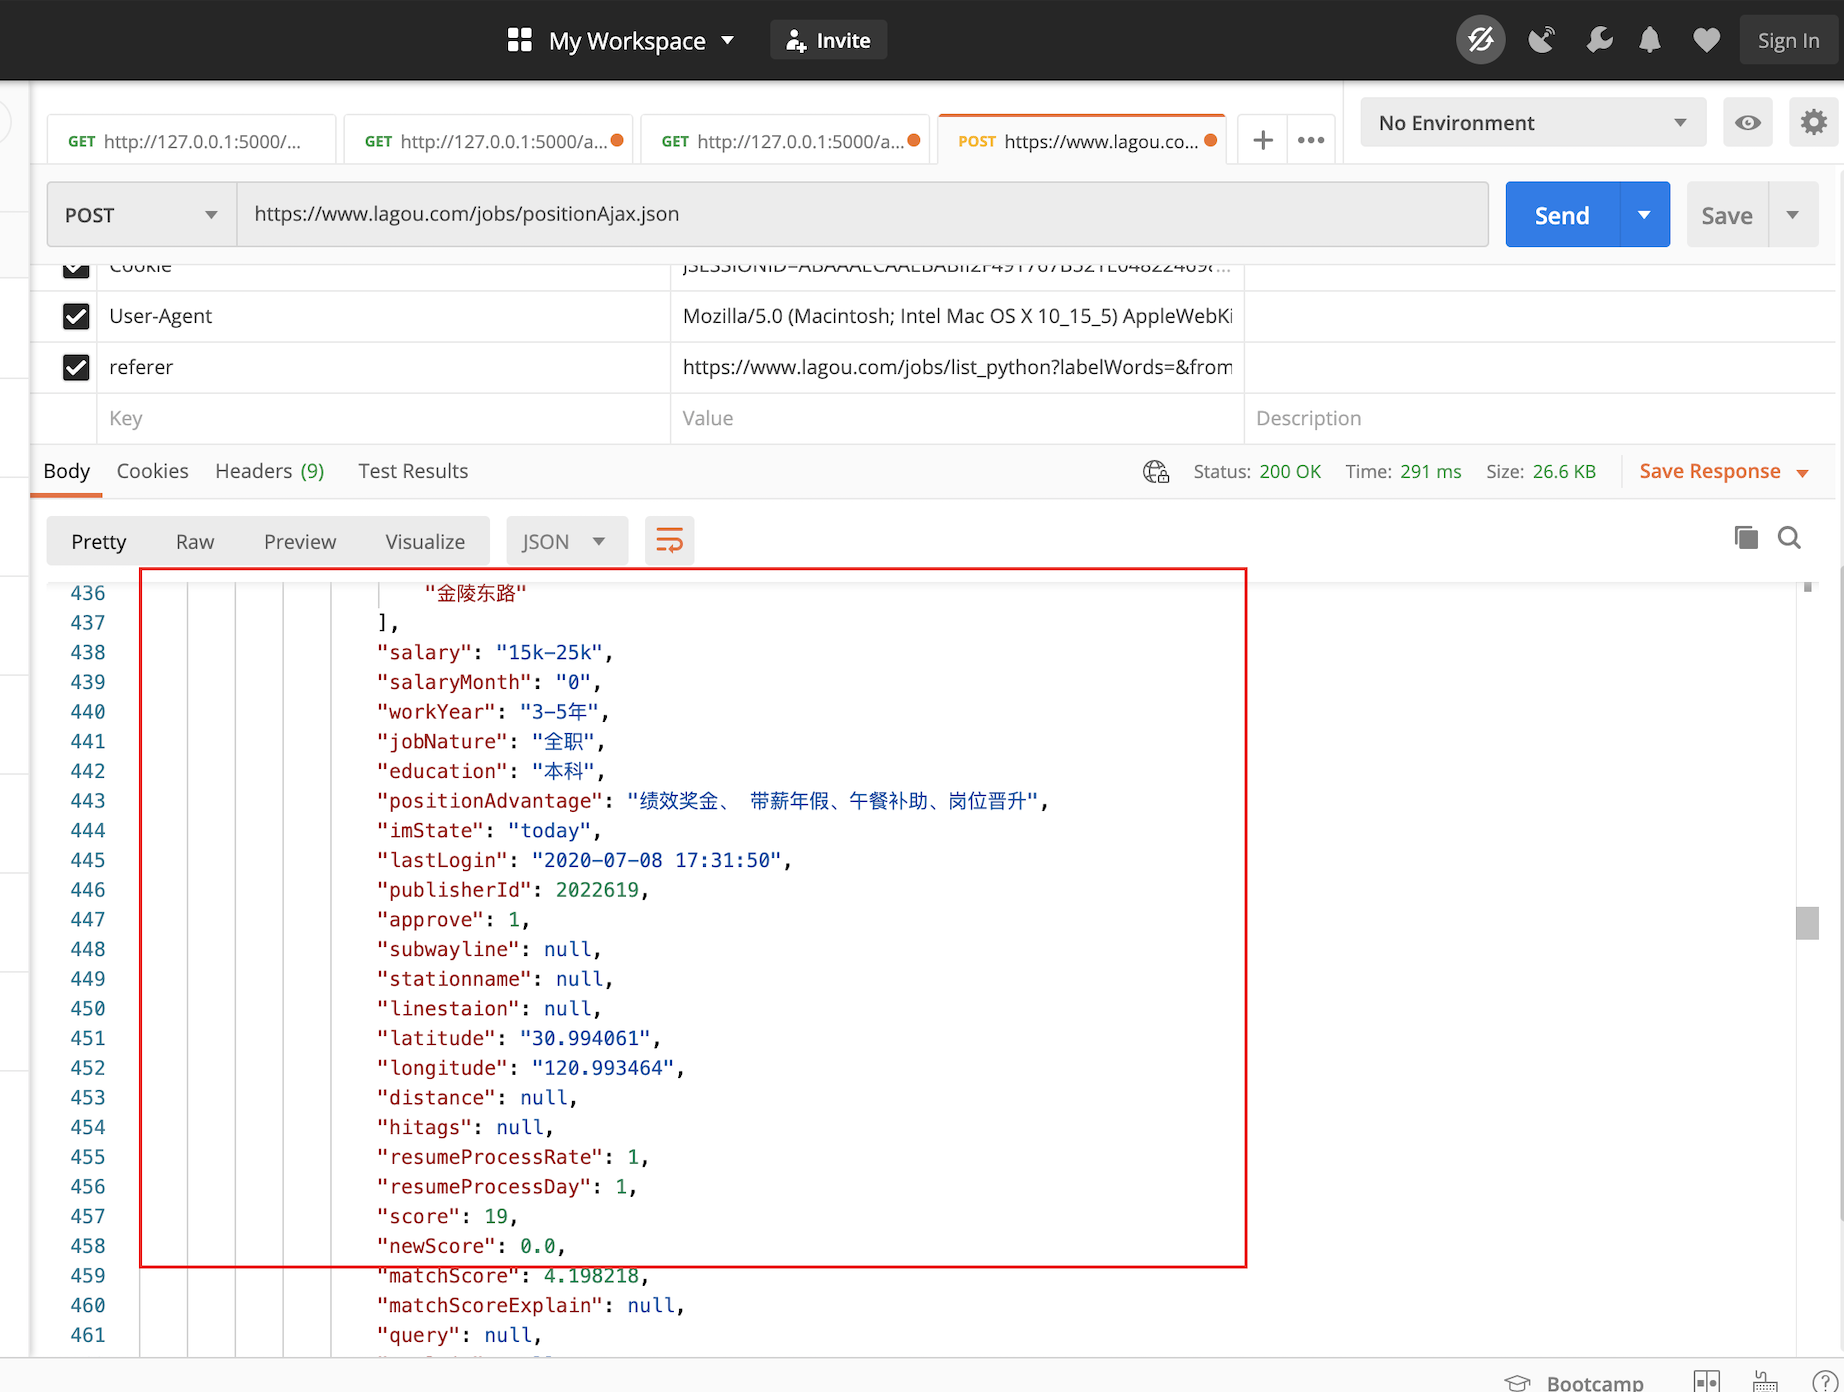 My Workspace
Invite
Sign In
GET http://127.0.0.1:5000/...
GET http://127.0.0.1:5000/a...
GET http://127.0.0.1:5000/a...
POST https://www.lagou.co...
No Environment
POST
https://www.lagou.com/jobs/positionAjax.json
Send
Save
Cookie
User-Agent
Mozilla/5.0 (Macintosh; Intel Mac OS X 10_15_5) AppleWebKi
referer
https://www.lagou.com/jobs/list_python?labelWords=&from
Key
Value
Description
Body Cookies Headers (9) Test Results
Status: 200 OK Time: 291 ms Size: 26.6 KB Save Response
Pretty Raw Preview Visualize JSON
436 "金陵东路"
437 ],
438 "salary": "15k-25k",
439 "salaryMonth": "0",
440 "workYear": "3-5年",
441 "jobNature": "全职",
442 "education": "本科",
443 "positionAdvantage": "绩效奖金、 带薪年假、午餐补助、岗位晋升",
444 "imState": "today",
445 "lastLogin": "2020-07-08 17:31:50",
446 "publisherId": 2022619,
447 "approve": 1,
448 "subwayline": null,
449 "stationname": null,
450 "linestaion": null,
451 "latitude": "30.994061",
452 "longitude": "120.993464",
453 "distance": null,
454 "hitags": null,
455 "resumeProcessRate": 1,
456 "resumeProcessDay": 1,
457 "score": 19,
458 "newScore": 0.0,
459 "matchScore": 4.198218,
460 "matchScoreExplain": null,
461 "query": null,
Bootcamp